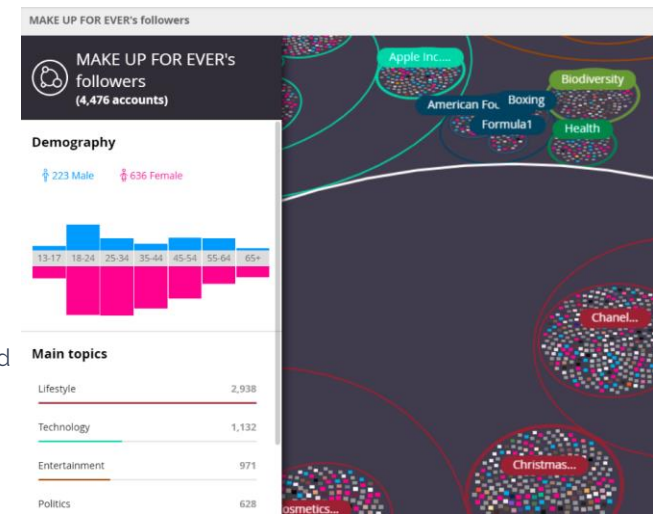 MAKE UP FOR EVER's followers
MAKE UP FOR EVER's
followers
(4,476 accounts)
Demography
223 Male 636 Female
13-17 18-24 25-34 35-44 45-54 55-64 65+
d
Main topics
Lifestyle 2,938
Technology 1,132
Entertainment 971
Politics 628
Apple Inc....
Biodiversity
American Fou
Boxing
Formula1
Health
Chanel...
Christmas...
osmetics...